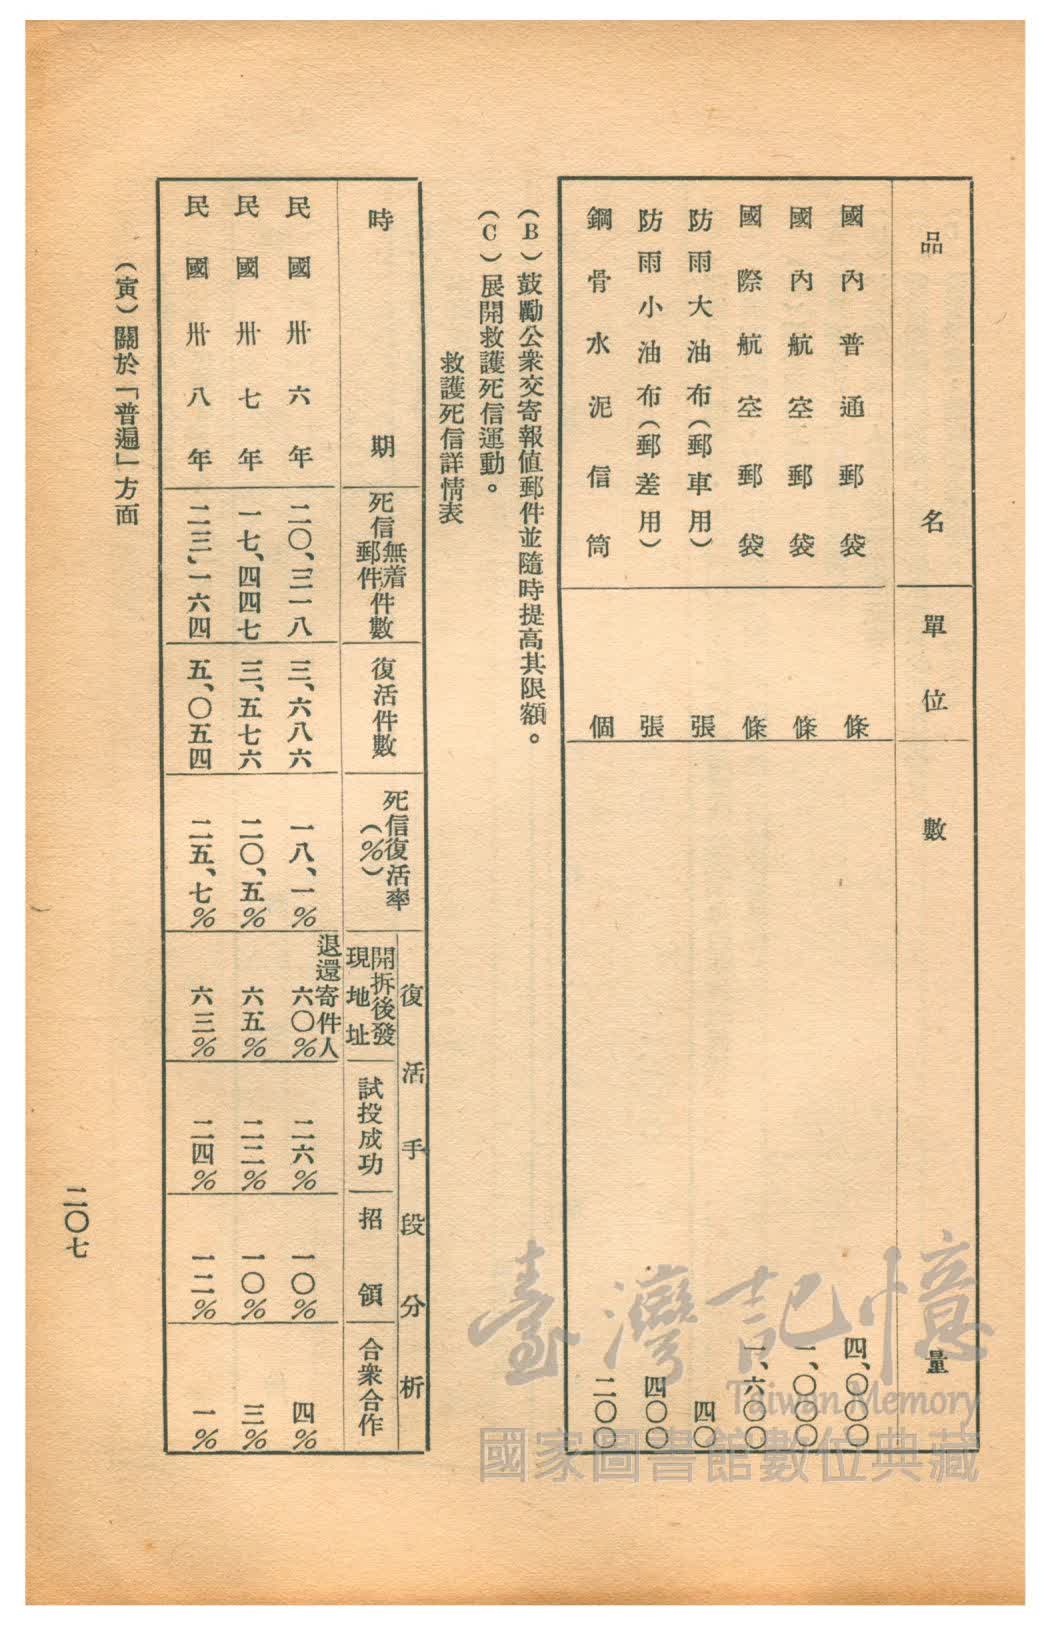 品名 單位 數量
國內普通郵袋 條 四、〇〇〇
國內航空郵袋 條 一、〇〇〇
國際航空郵袋 條 一、六〇〇
防雨大油布（郵車用） 張 四〇
防雨小油布（郵差用） 張 四〇〇
鋼骨水泥信筒 個 二〇〇
（B）鼓勵公衆交寄報值郵件並隨時提高其限額。
（C）展開救護死信運動。
救護死信詳情表
時期 死信無着郵件件數 復活件數 死信復活率（%） 復活手段分析
開拆後發現地址退還寄件人 試投成功 招領 合衆合作
民國卅六年 二〇、三一八 三、六八六 一八、一% 六〇% 二六% 一〇% 四%
民國卅七年 一七、四四七 三、五七六 二〇、五% 六五% 二二% 一〇% 三%
民國卅八年 二三、一六四 五、〇五四 二五、七% 六三% 二四% 一二% 一%
（寅）關於「普遍」方面
二〇七
臺灣記憶
Taiwan Memory
國家圖書館數位典藏